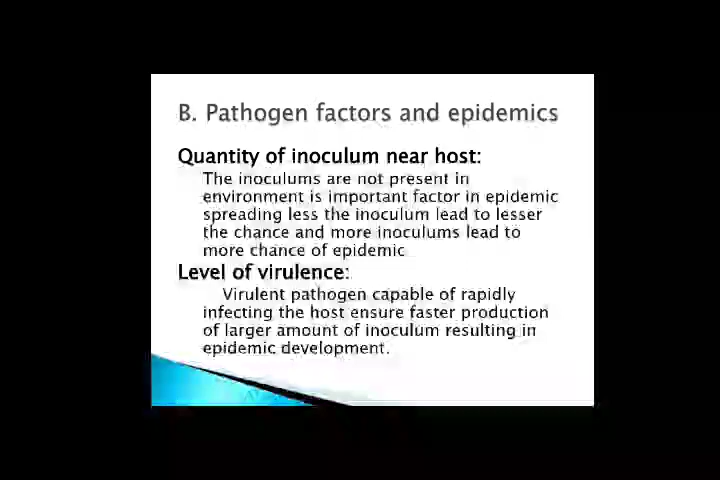 B. Pathogen factors and epidemics
Quantity of inoculum near host:
The inoculums are not present in
environment is important factor in epidemic
spreading less the inoculum lead to lesser
the chance and more inoculums lead to
more chance of epidemic
Level of virulence:
Virulent pathogen capable of rapidly
infecting the host ensure faster production
of larger amount of inoculum resulting in
epidemic development.